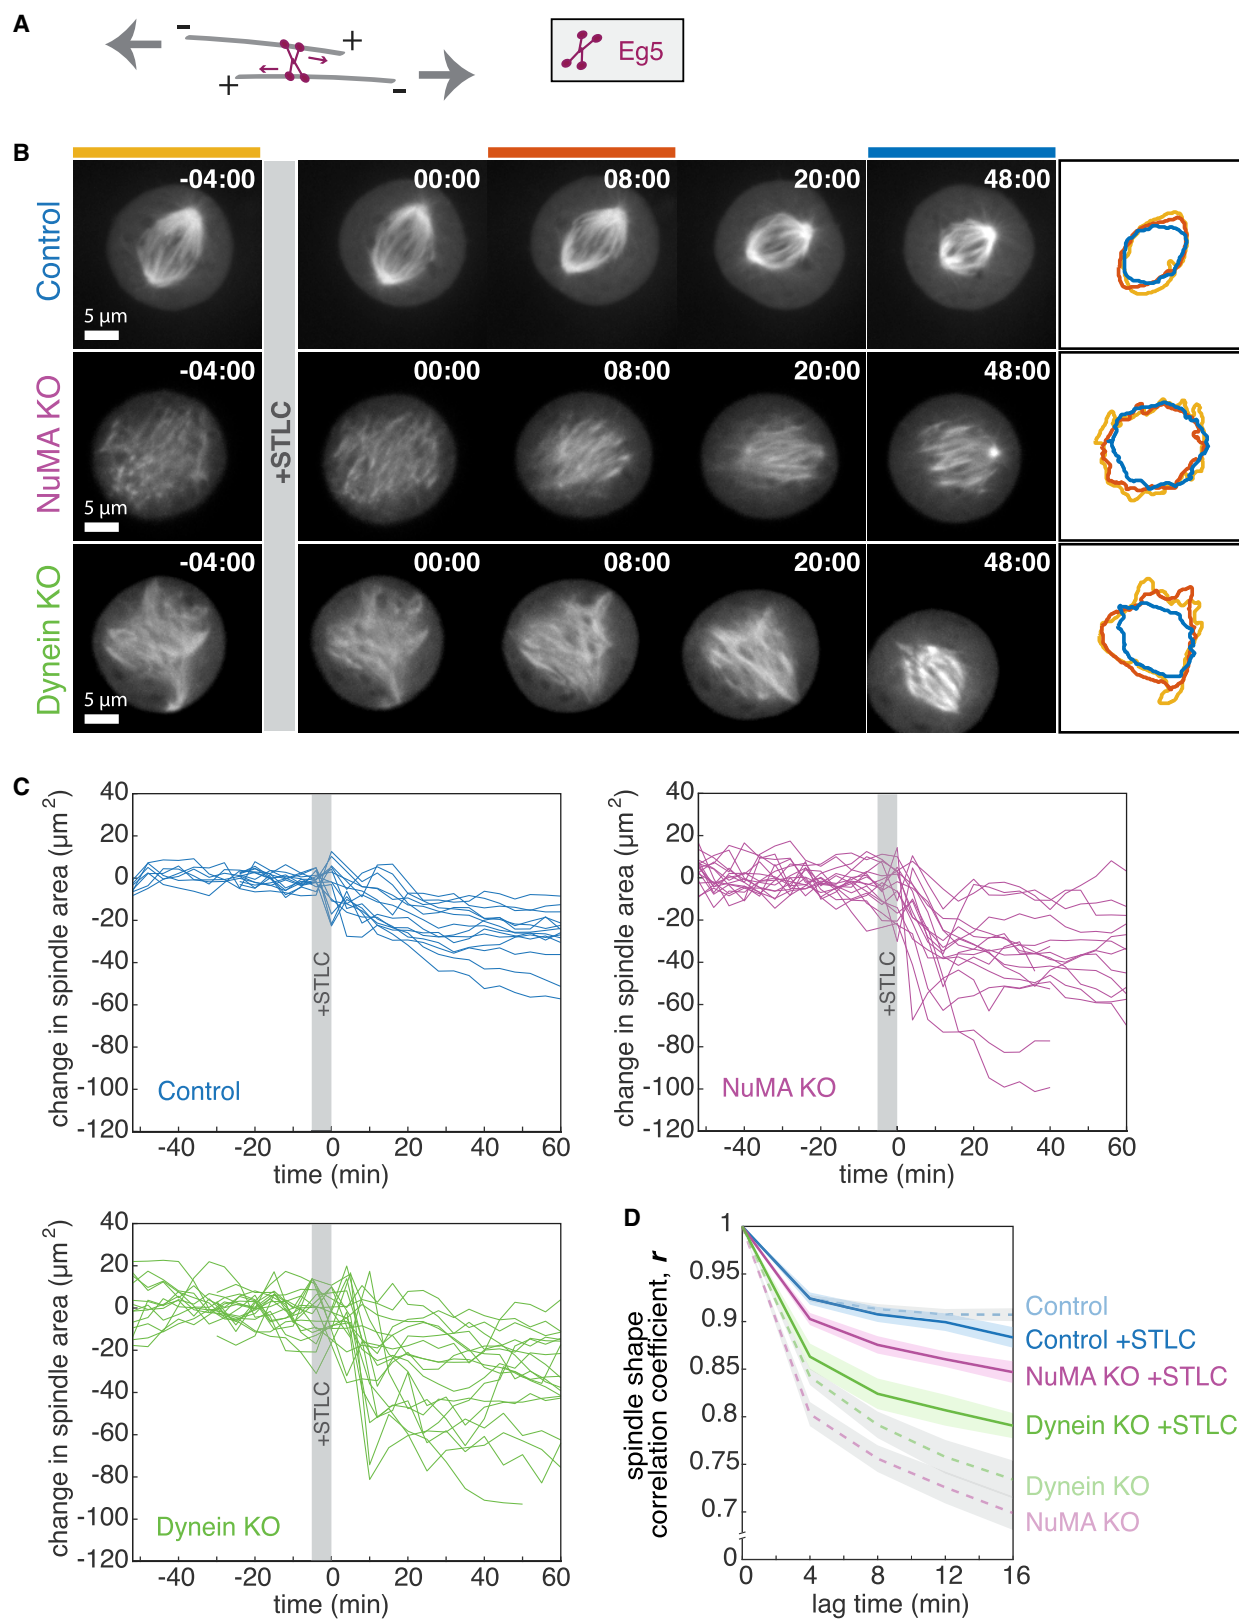 A
-
+
+
-
Eg5
B
Control
-04:00
00:00
08:00
20:00
48:00
5 µm
+STLC
NuMA KO
-04:00
00:00
08:00
20:00
48:00
5 µm
Dynein KO
-04:00
00:00
08:00
20:00
48:00
5 µm
C
change in spindle area (µm²)
40
20
0
-20
-40
-60
-80
-100
-120
+STLC
Control
-40
-20
0
20
40
60
time (min)
change in spindle area (µm²)
40
20
0
-20
-40
-60
-80
-100
-120
+STLC
NuMA KO
-40
-20
0
20
40
60
time (min)
change in spindle area (µm²)
40
20
0
-20
-40
-60
-80
-100
-120
+STLC
Dynein KO
-40
-20
0
20
40
60
time (min)
D
spindle shape
correlation coefficient, r
1
0.95
0.9
0.85
0.8
0.75
0.7
0
Control
Control +STLC
NuMA KO +STLC
Dynein KO +STLC
Dynein KO
NuMA KO
0
4
8
12
16
lag time (min)